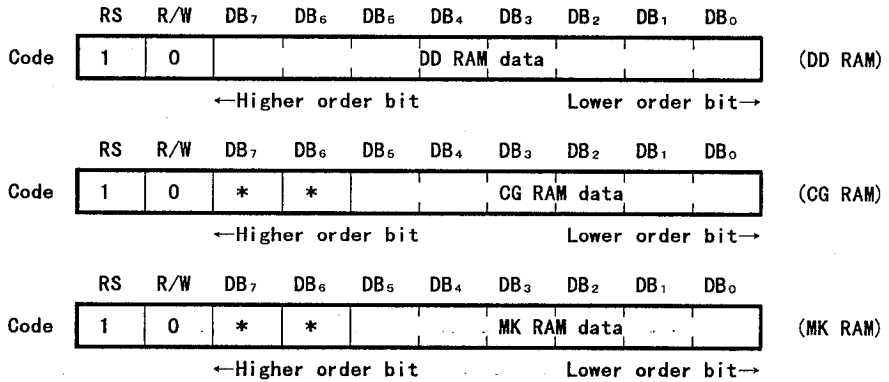 RS R/W DB₇ DB₆ DB₅ DB₄ DB₃ DB₂ DB₁ DB₀
Code 1 0 DD RAM data (DD RAM)
←Higher order bit Lower order bit→
RS R/W DB₇ DB₆ DB₅ DB₄ DB₃ DB₂ DB₁ DB₀
Code 1 0 * * CG RAM data (CG RAM)
←Higher order bit Lower order bit→
RS R/W DB₇ DB₆ DB₅ DB₄ DB₃ DB₂ DB₁ DB₀
Code 1 0 * * MK RAM data (MK RAM)
←Higher order bit Lower order bit→